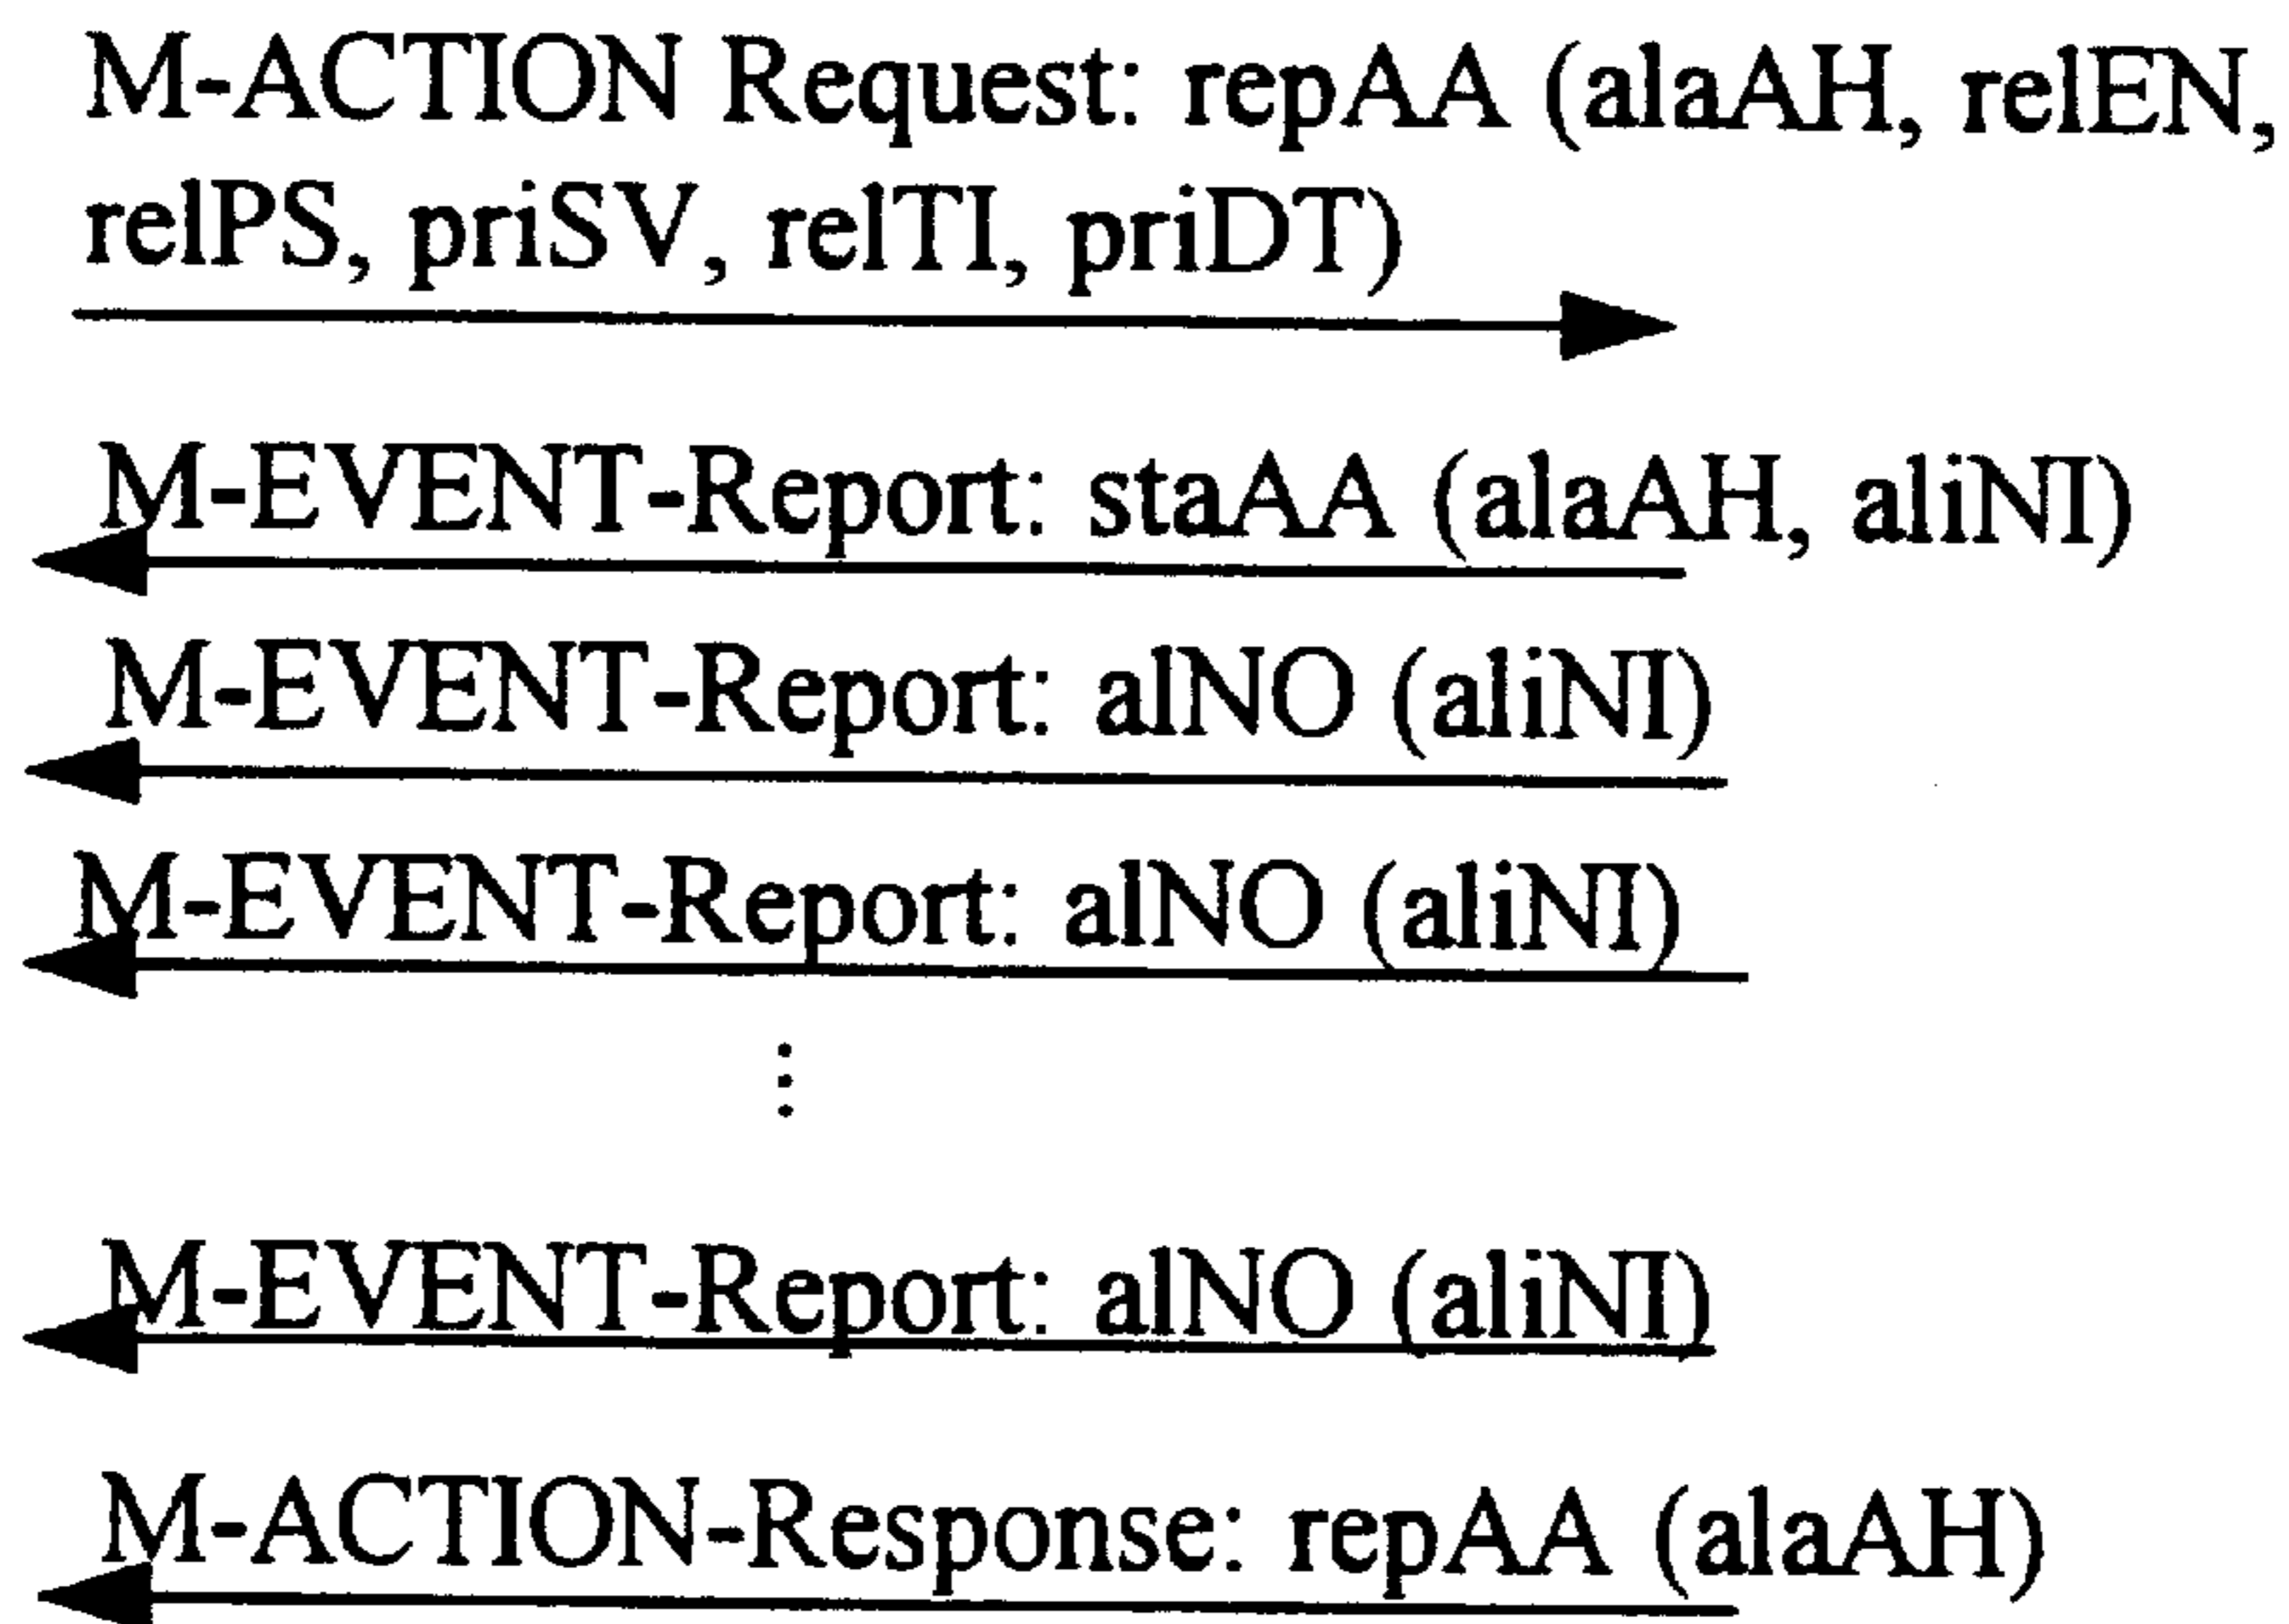 M-ACTION Request: repAA (alaAH, relEN,
relPS, priSV, relTI, priDT)
M-EVENT-Report: staAA (alaAH, aliNI)
M-EVENT-Report: alNO (aliNI)
M-EVENT-Report: alNO (aliNI)
M-EVENT-Report: alNO (aliNI)
M-ACTION-Response: repAA (alaAH)